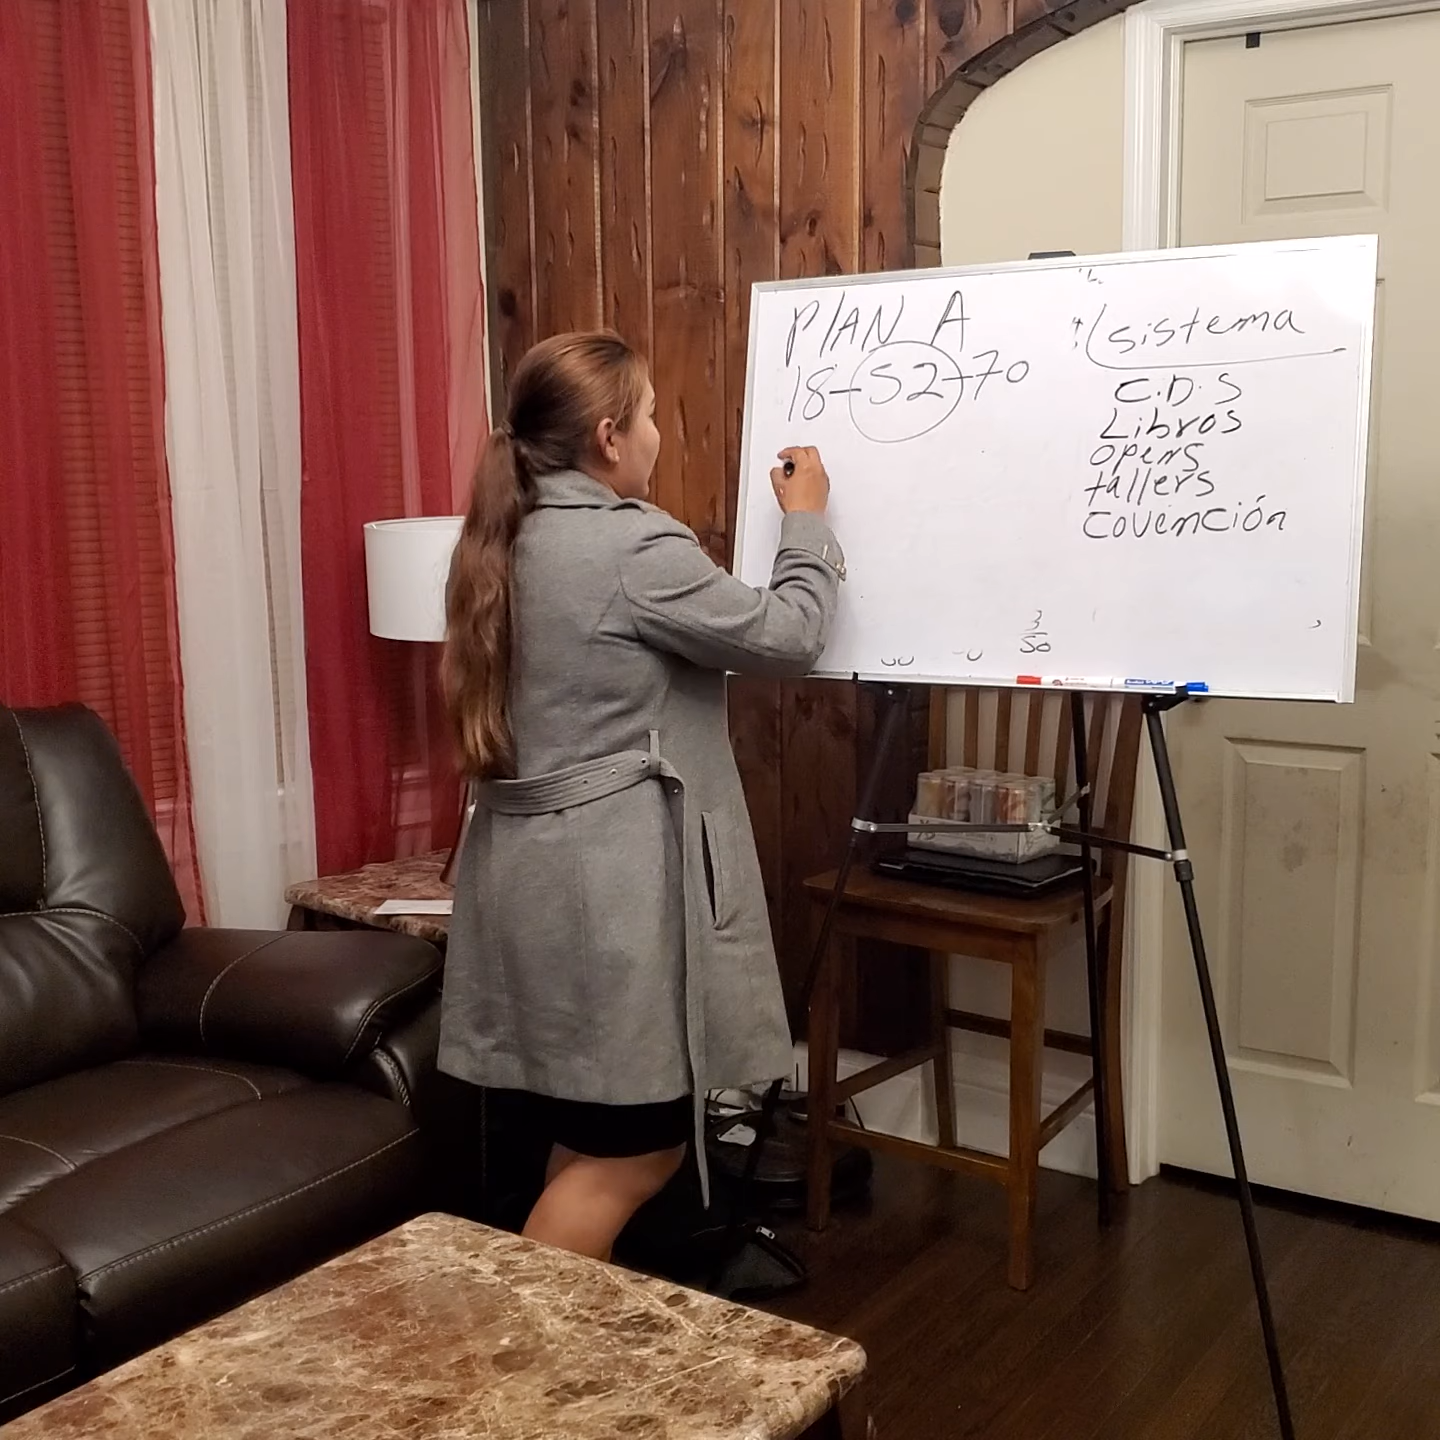 PLAN A
18-52-70
sistema
C.D.S
Libros
opens
tallers
covención
3
50